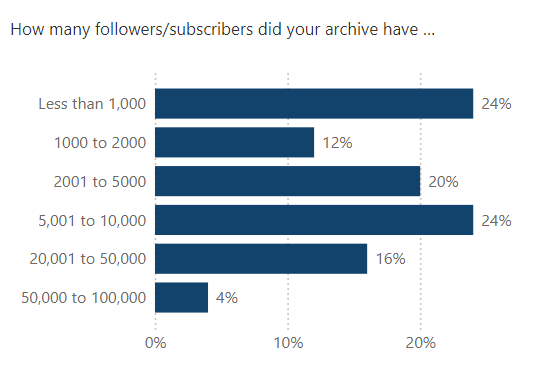 How many followers/subscribers did your archive have ...
Less than 1,000 24%
1000 to 2000 12%
2001 to 5000 20%
5,001 to 10,000 24%
20,001 to 50,000 16%
50,000 to 100,000 4%
0% 10% 20%